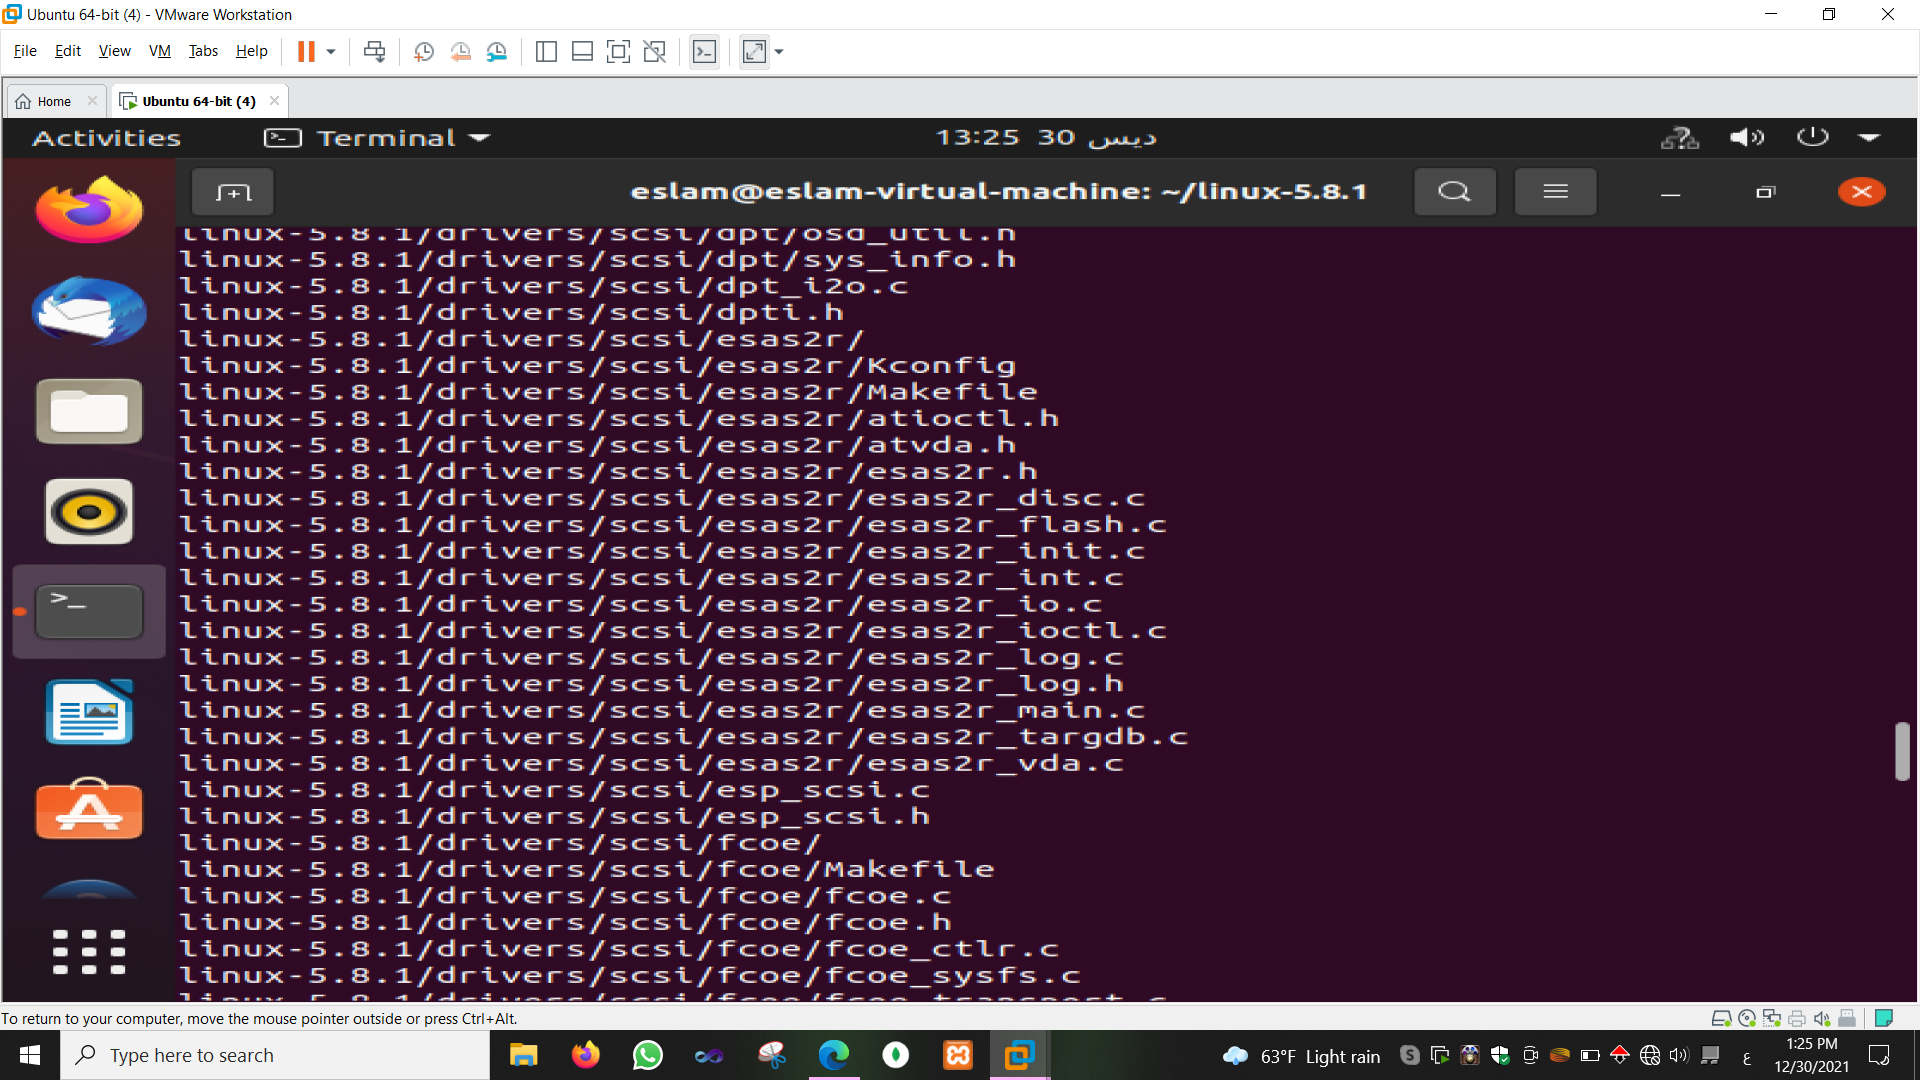 Ubuntu 64-bit (4) - VMware Workstation
File Edit View VM Tabs Help
Home
Ubuntu 64-bit (4)
Activities
Terminal
13:25 30 ديس
eslam@eslam-virtual-machine: ~/linux-5.8.1
linux-5.8.1/drivers/scsi/dpt/osd_util.h
linux-5.8.1/drivers/scsi/dpt/sys_info.h
linux-5.8.1/drivers/scsi/dpt_i2o.c
linux-5.8.1/drivers/scsi/dpti.h
linux-5.8.1/drivers/scsi/esas2r/
linux-5.8.1/drivers/scsi/esas2r/Kconfig
linux-5.8.1/drivers/scsi/esas2r/Makefile
linux-5.8.1/drivers/scsi/esas2r/atioctl.h
linux-5.8.1/drivers/scsi/esas2r/atvda.h
linux-5.8.1/drivers/scsi/esas2r/esas2r.h
linux-5.8.1/drivers/scsi/esas2r/esas2r_disc.c
linux-5.8.1/drivers/scsi/esas2r/esas2r_flash.c
linux-5.8.1/drivers/scsi/esas2r/esas2r_init.c
linux-5.8.1/drivers/scsi/esas2r/esas2r_int.c
linux-5.8.1/drivers/scsi/esas2r/esas2r_io.c
linux-5.8.1/drivers/scsi/esas2r/esas2r_ioctl.c
linux-5.8.1/drivers/scsi/esas2r/esas2r_log.c
linux-5.8.1/drivers/scsi/esas2r/esas2r_log.h
linux-5.8.1/drivers/scsi/esas2r/esas2r_main.c
linux-5.8.1/drivers/scsi/esas2r/esas2r_targdb.c
linux-5.8.1/drivers/scsi/esas2r/esas2r_vda.c
linux-5.8.1/drivers/scsi/esp_scsi.c
linux-5.8.1/drivers/scsi/esp_scsi.h
linux-5.8.1/drivers/scsi/fcoe/
linux-5.8.1/drivers/scsi/fcoe/Makefile
linux-5.8.1/drivers/scsi/fcoe/fcoe.c
linux-5.8.1/drivers/scsi/fcoe/fcoe.h
linux-5.8.1/drivers/scsi/fcoe/fcoe_ctlr.c
linux-5.8.1/drivers/scsi/fcoe/fcoe_sysfs.c
linux-5.8.1/drivers/scsi/fcoe/fcoe_transport.c
To return to your computer, move the mouse pointer outside or press Ctrl+Alt.
Type here to search
63°F Light rain
ع
1:25 PM
12/30/2021